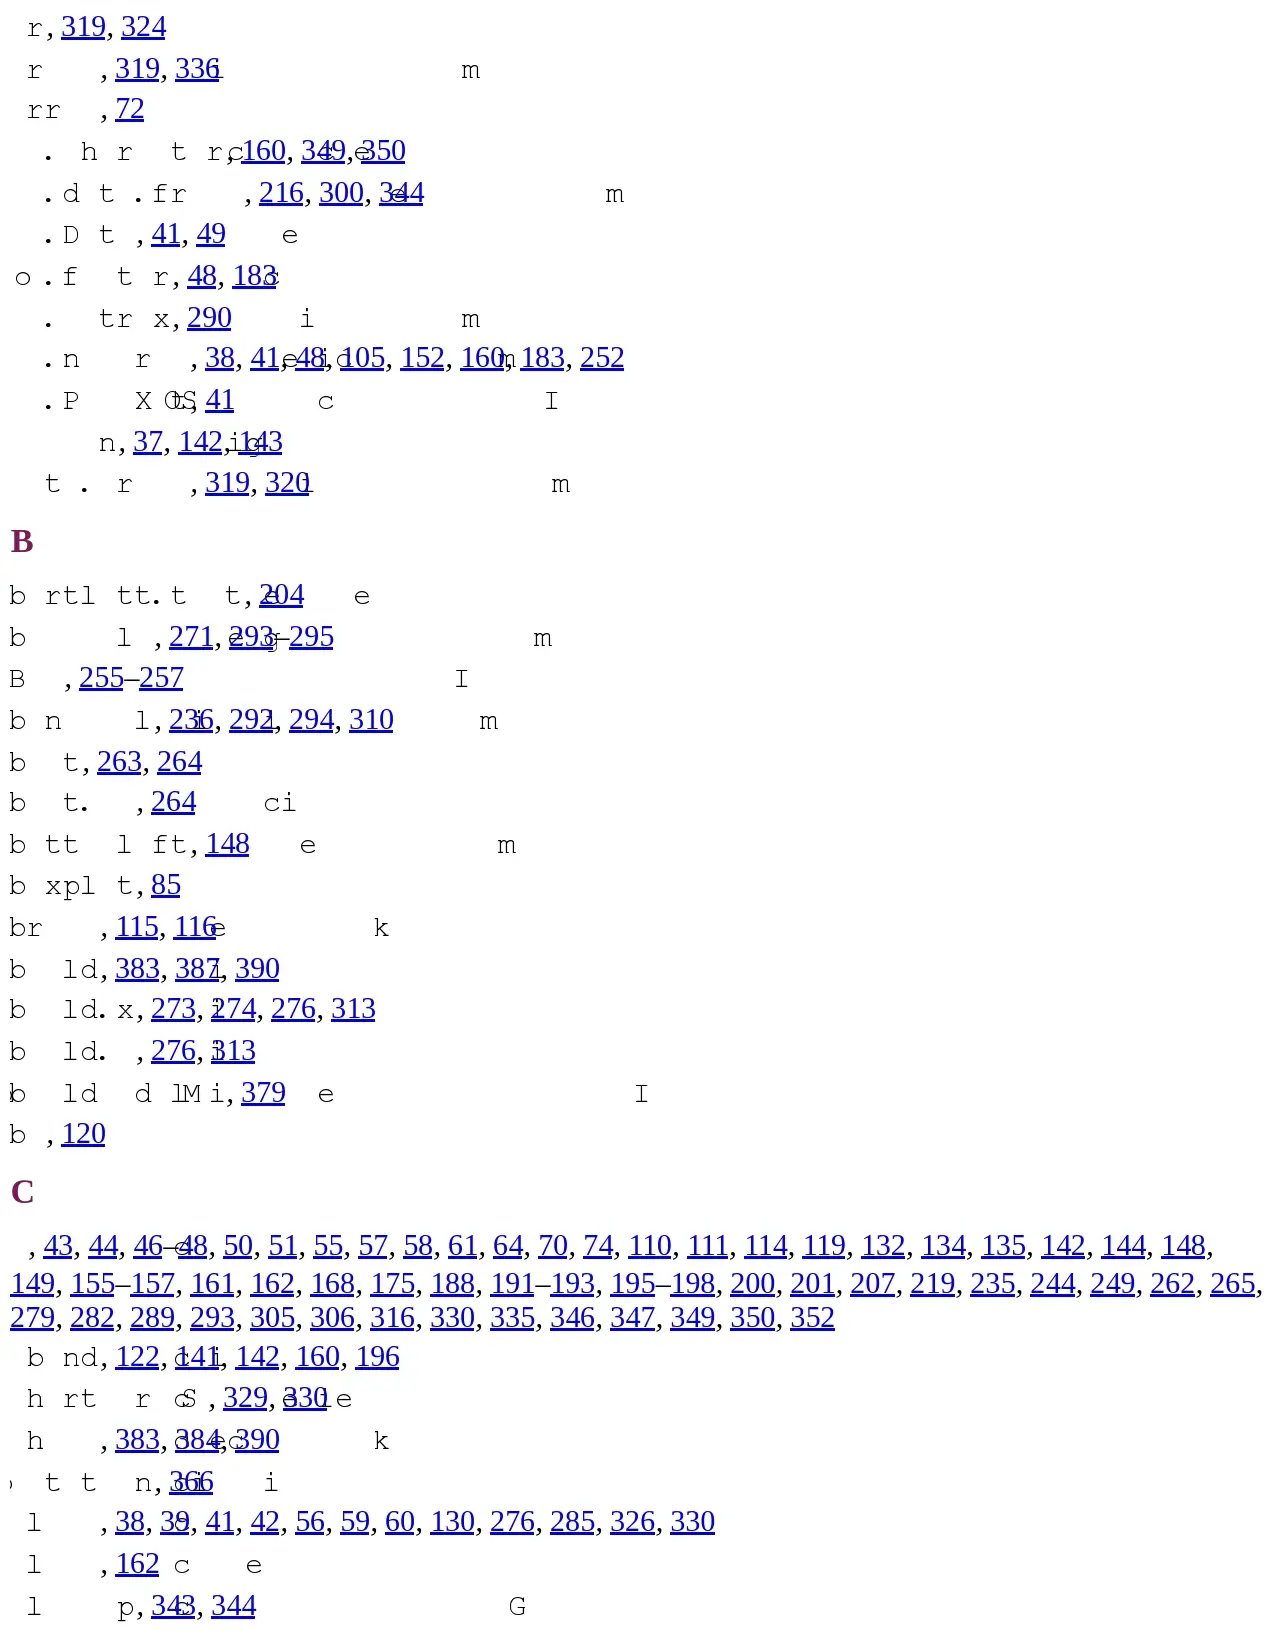 r, 319, 324
r , 319, 336 m
rr , 72
. h r t r, 160, 349, 350
.d t .fr , 216, 300, 344 m
.D t , 41, 49 e
o .f t r, 48, 183
. tr x, 290 i m
.n r , 38, 41, 48, 105, 152, 160, 183, 252
.P X t, 41 c I
n, 37, 142, 143
t . r , 319, 320 m
B
b rtl tt.t t, 204 e
b l , 271, 293–295 m
B , 255–257 I
b n l, 236, 292, 294, 310 m
b t, 263, 264
b t. , 264 ci
b tt l ft, 148 e m
b xpl t, 85
br , 115, 116 k
b ld, 383, 387, 390
b ld.x, 273, 274, 276, 313
b ld. , 276, 313
b ld d lMi, 379 e I
b , 120
C
, 43, 44, 46–48, 50, 51, 55, 57, 58, 61, 64, 70, 74, 110, 111, 114, 119, 132, 134, 135, 142, 144, 148,
149, 155–157, 161, 162, 168, 175, 188, 191–193, 195–198, 200, 201, 207, 219, 235, 244, 249, 262, 265,
279, 282, 289, 293, 305, 306, 316, 330, 335, 346, 347, 349, 350, 352
b nd, 122, 141, 142, 160, 196
h rt r S , 329, 330 e
h , 383, 384, 390 k
t t n, 366 i
l , 38, 39, 41, 42, 56, 59, 60, 130, 276, 285, 326, 330
l , 162 c e
l p, 343, 344 G